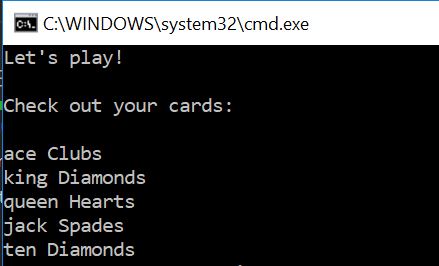 C:\WINDOWS\system32\cmd.exe
Let's play!
Check out your cards:
ace Clubs
king Diamonds
queen Hearts
jack Spades
ten Diamonds